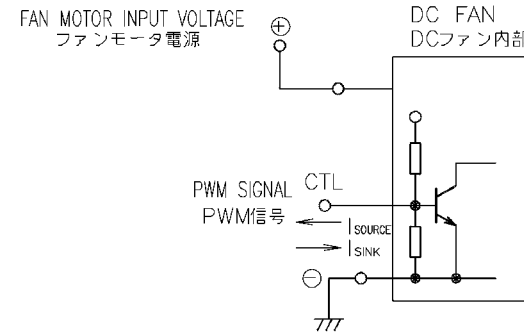 FAN MOTOR INPUT VOLTAGE
ファンモータ電源
DC FAN
DCファン内部
PWM SIGNAL
PWM信号
CTL
I SOURCE
I SINK